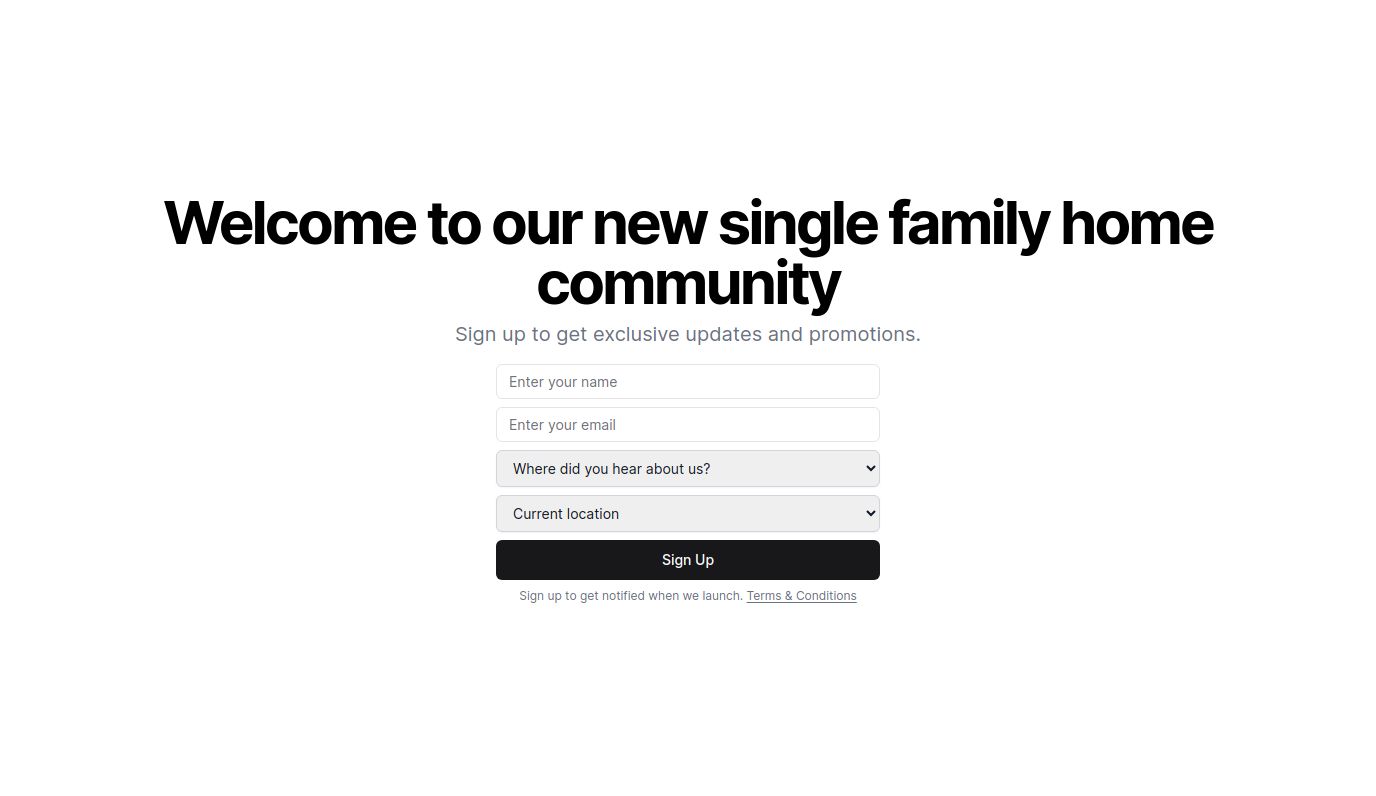 Welcome to our new single family home
community
Sign up to get exclusive updates and promotions.
Enter your name
Enter your email
Where did you hear about us?
Current location
Sign Up
Sign up to get notified when we launch. Terms & Conditions